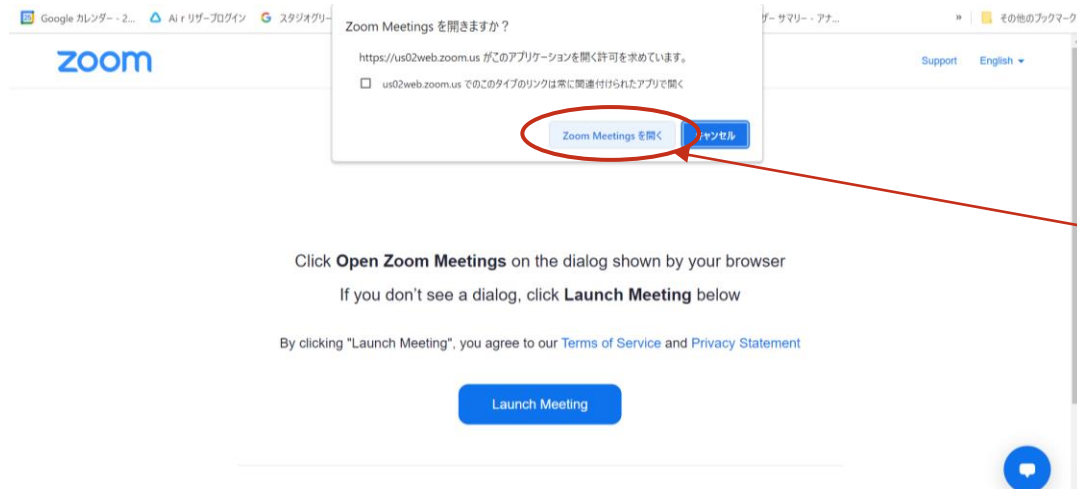 Google カレンダー - 2... Ai r リザーブログイン スタジオグリー ザー サマリー - アナ... » その他のブックマーク
Zoom Meetings を開きますか？
https://us02web.zoom.us がこのアプリケーションを開く許可を求めています。
us02web.zoom.us でのこのタイプのリンクは常に関連付けられたアプリで開く
Zoom Meetings を開く キャンセル
zoom Support English
Click Open Zoom Meetings on the dialog shown by your browser
If you don't see a dialog, click Launch Meeting below
By clicking "Launch Meeting", you agree to our Terms of Service and Privacy Statement
Launch Meeting